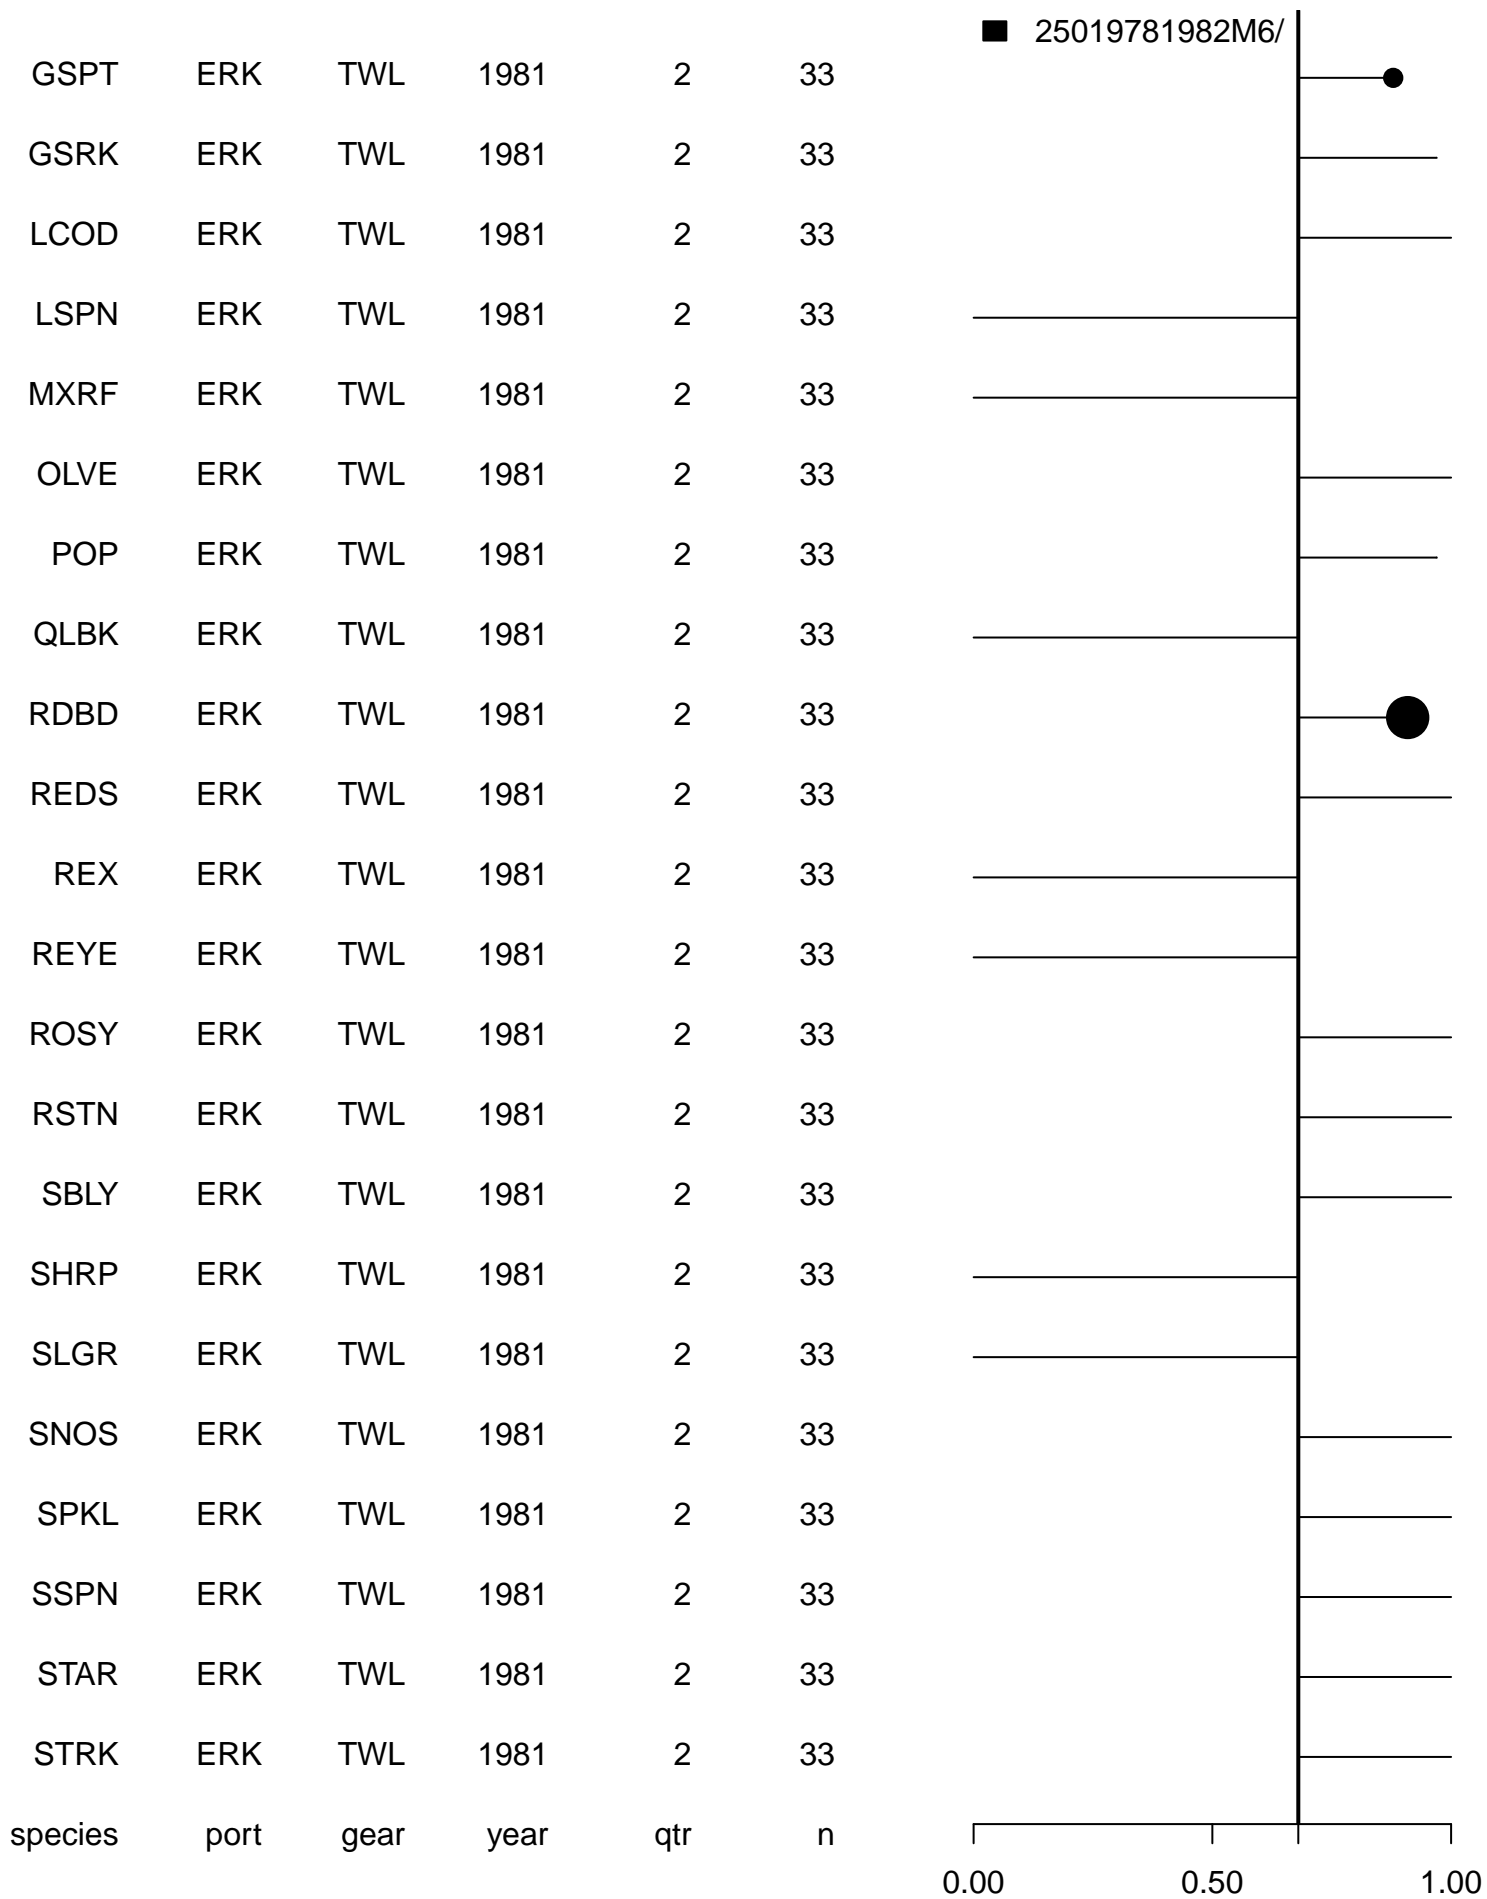 25019781982M6/
GSPT ERK TWL 1981 2 33
GSRK ERK TWL 1981 2 33
LCOD ERK TWL 1981 2 33
LSPN ERK TWL 1981 2 33
MXRF ERK TWL 1981 2 33
OLVE ERK TWL 1981 2 33
POP ERK TWL 1981 2 33
QLBK ERK TWL 1981 2 33
RDBD ERK TWL 1981 2 33
REDS ERK TWL 1981 2 33
REX ERK TWL 1981 2 33
REYE ERK TWL 1981 2 33
ROSY ERK TWL 1981 2 33
RSTN ERK TWL 1981 2 33
SBLY ERK TWL 1981 2 33
SHRP ERK TWL 1981 2 33
SLGR ERK TWL 1981 2 33
SNOS ERK TWL 1981 2 33
SPKL ERK TWL 1981 2 33
SSPN ERK TWL 1981 2 33
STAR ERK TWL 1981 2 33
STRK ERK TWL 1981 2 33
species port gear year qtr n
0.00 0.50 1.00